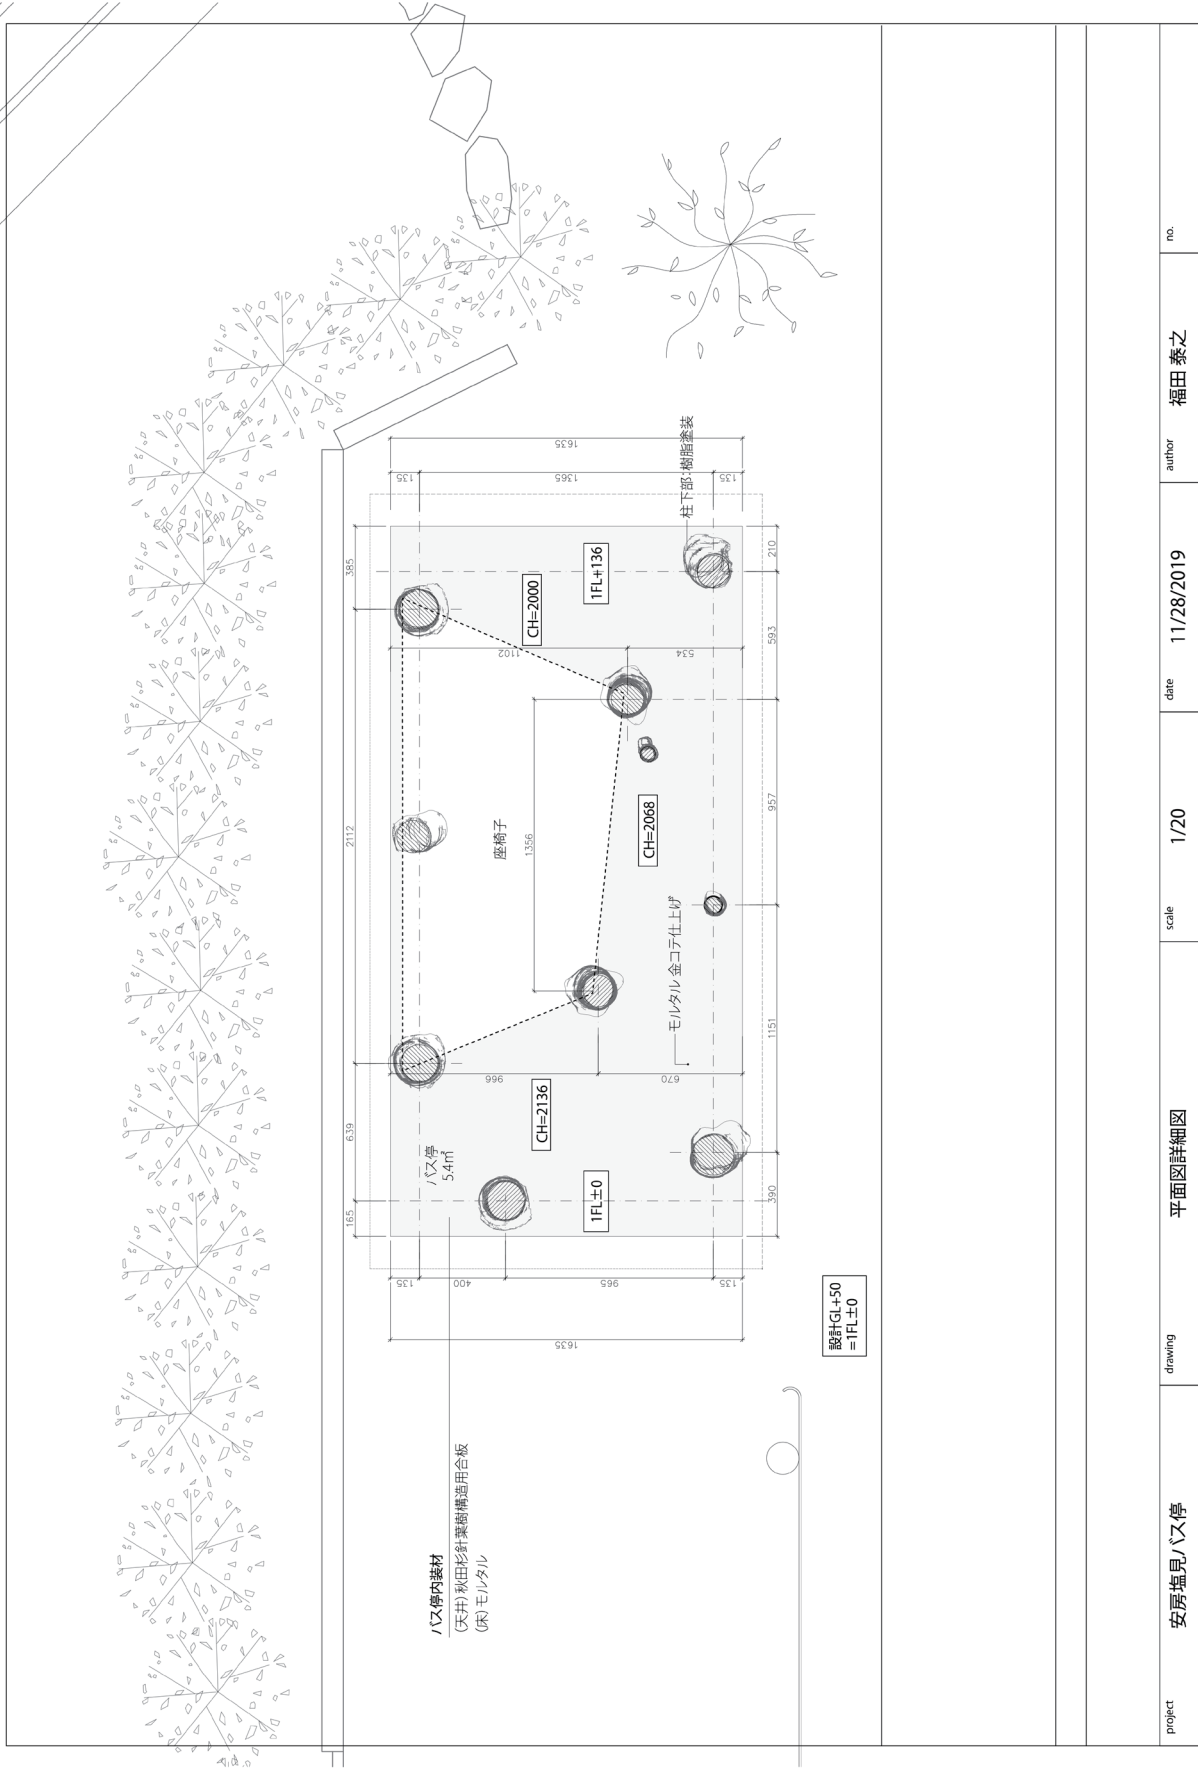 バス停内装材
(天井) 秋田杉針葉樹構造用合板
(床) モルタル
165
639
2112
385
1635
135
400
965
135
バス停
5.4㎡
1FL±0
CH=2136
966
670
モルタル 金コテ仕上げ
座椅子
1356
CH=2068
1102
534
CH=2000
1FL+136
135
1365
135
1635
柱下部:樹脂塗装
390
1151
957
593
210
設計GL+50
=1FL±0
project
安房塩見バス停
drawing
平面図詳細図
scale
1/20
date
11/28/2019
author
福田 泰之
no.